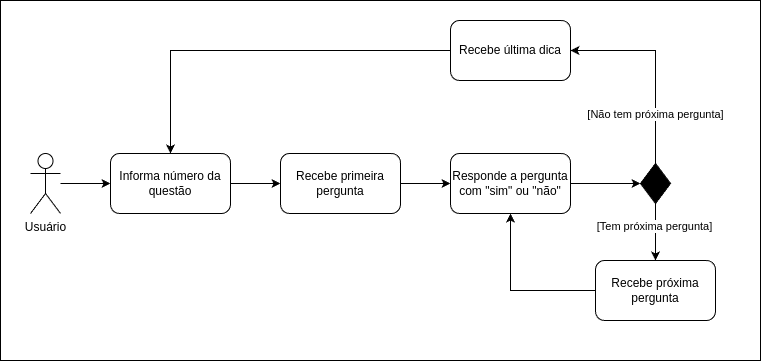 Recebe última dica
[Não tem próxima pergunta]
Informa número da
questão
Recebe primeira
pergunta
Responde a pergunta
com "sim" ou "não"
Usuário
[Tem próxima pergunta]
Recebe próxima
pergunta